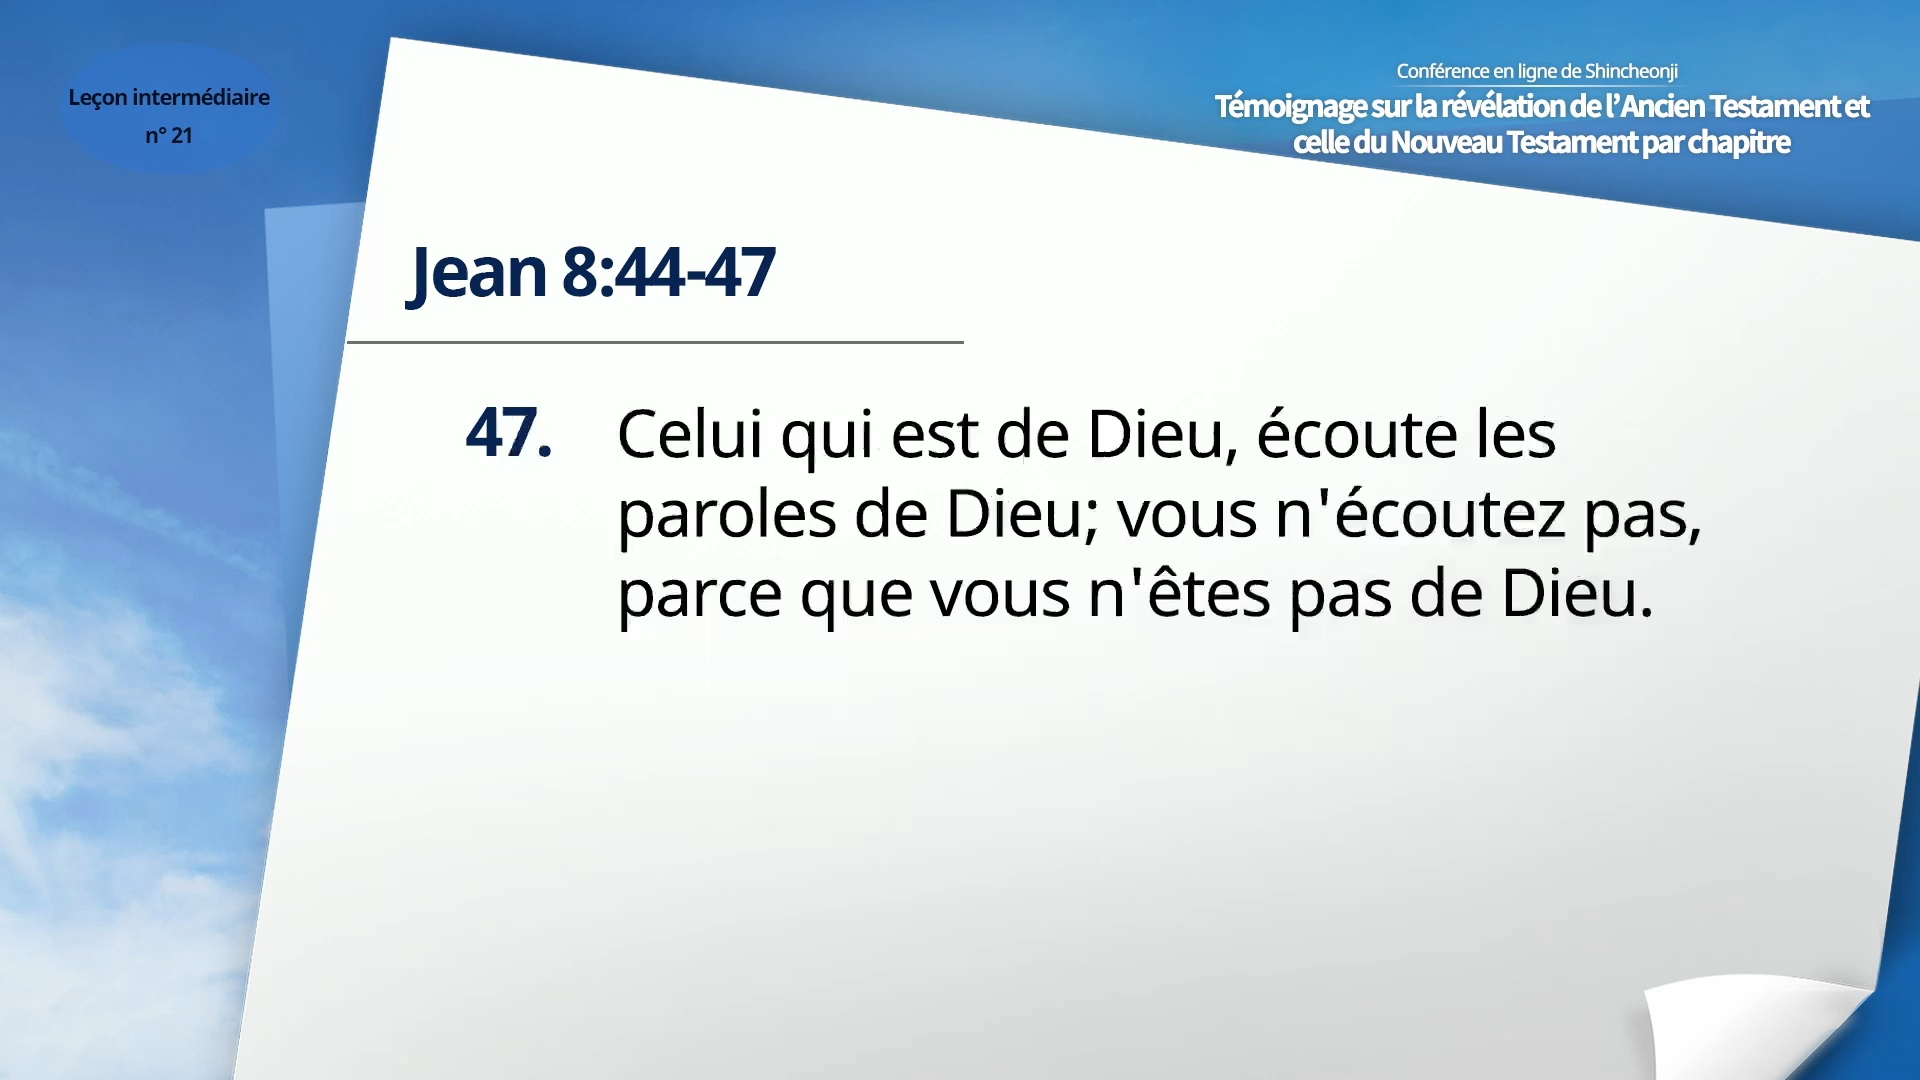 Leçon intermédiaire
n° 21
Conférence en ligne de Shincheonji
Témoignage sur la révélation de l’Ancien Testament et
celle du Nouveau Testament par chapitre
Jean 8:44-47
47. Celui qui est de Dieu, écoute les
paroles de Dieu; vous n'écoutez pas,
parce que vous n'êtes pas de Dieu.